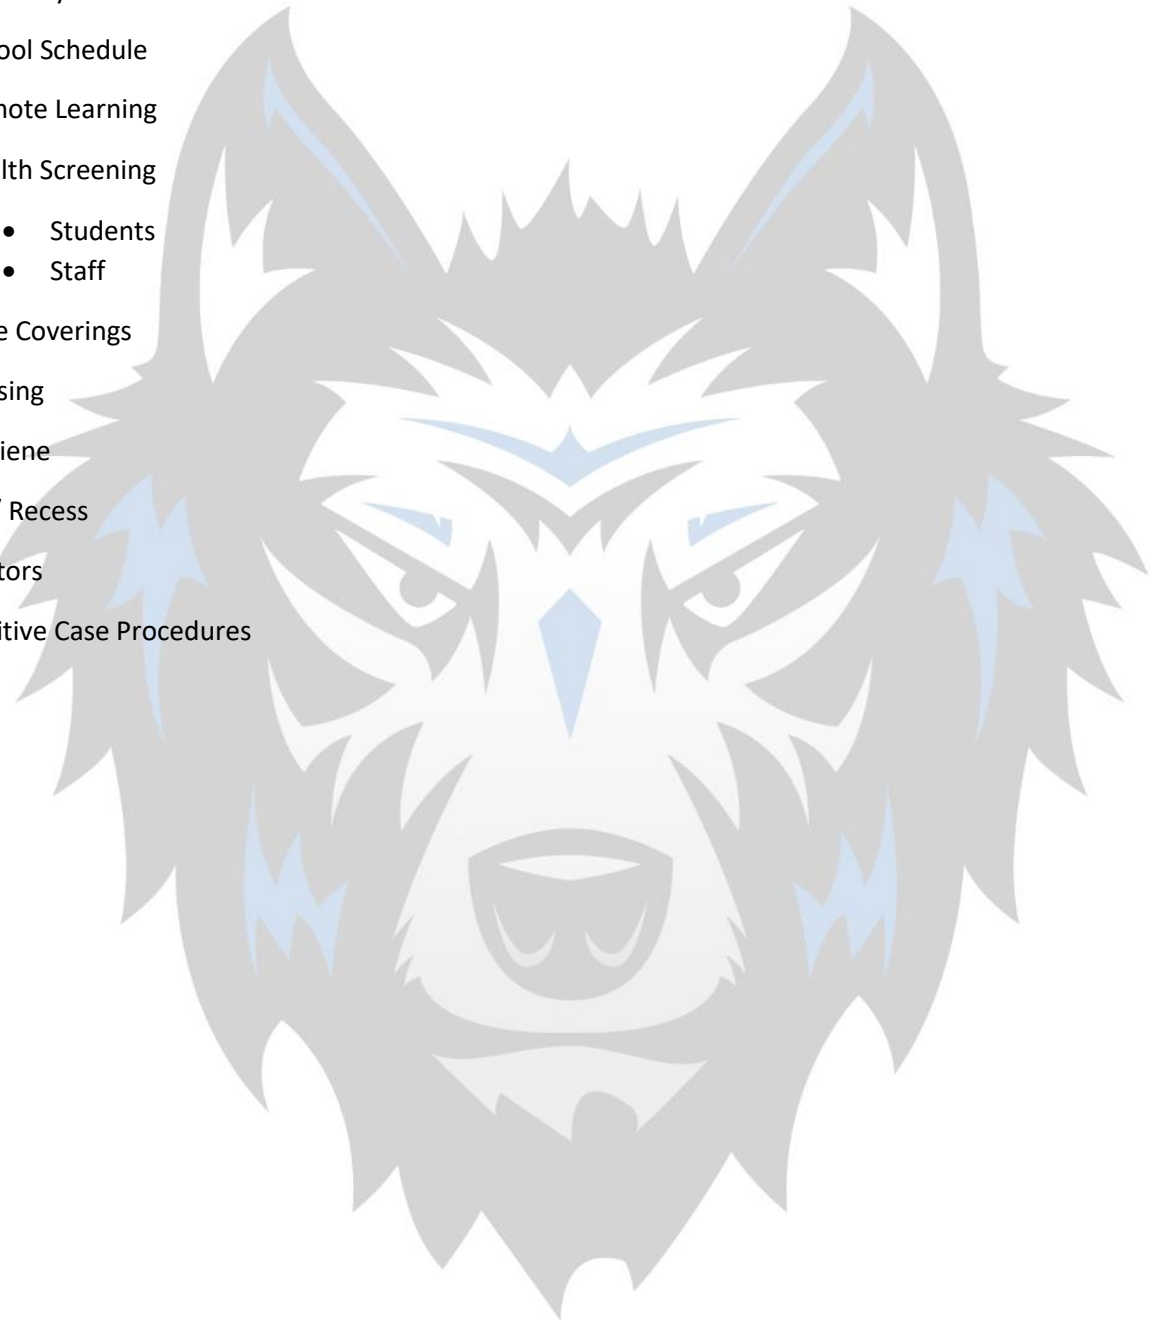 ool Schedule
note Learning
lth Screening
• Students
• Staff
e Coverings
sing
iene
/ Recess
tors
itive Case Procedures